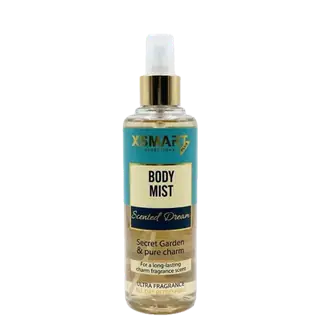 XSMART
BODY
MIST
Scented Dream
Secret Garden
& pure charm
For a long-lasting
charm fragrance scent
ULTRA FRAGRANCE